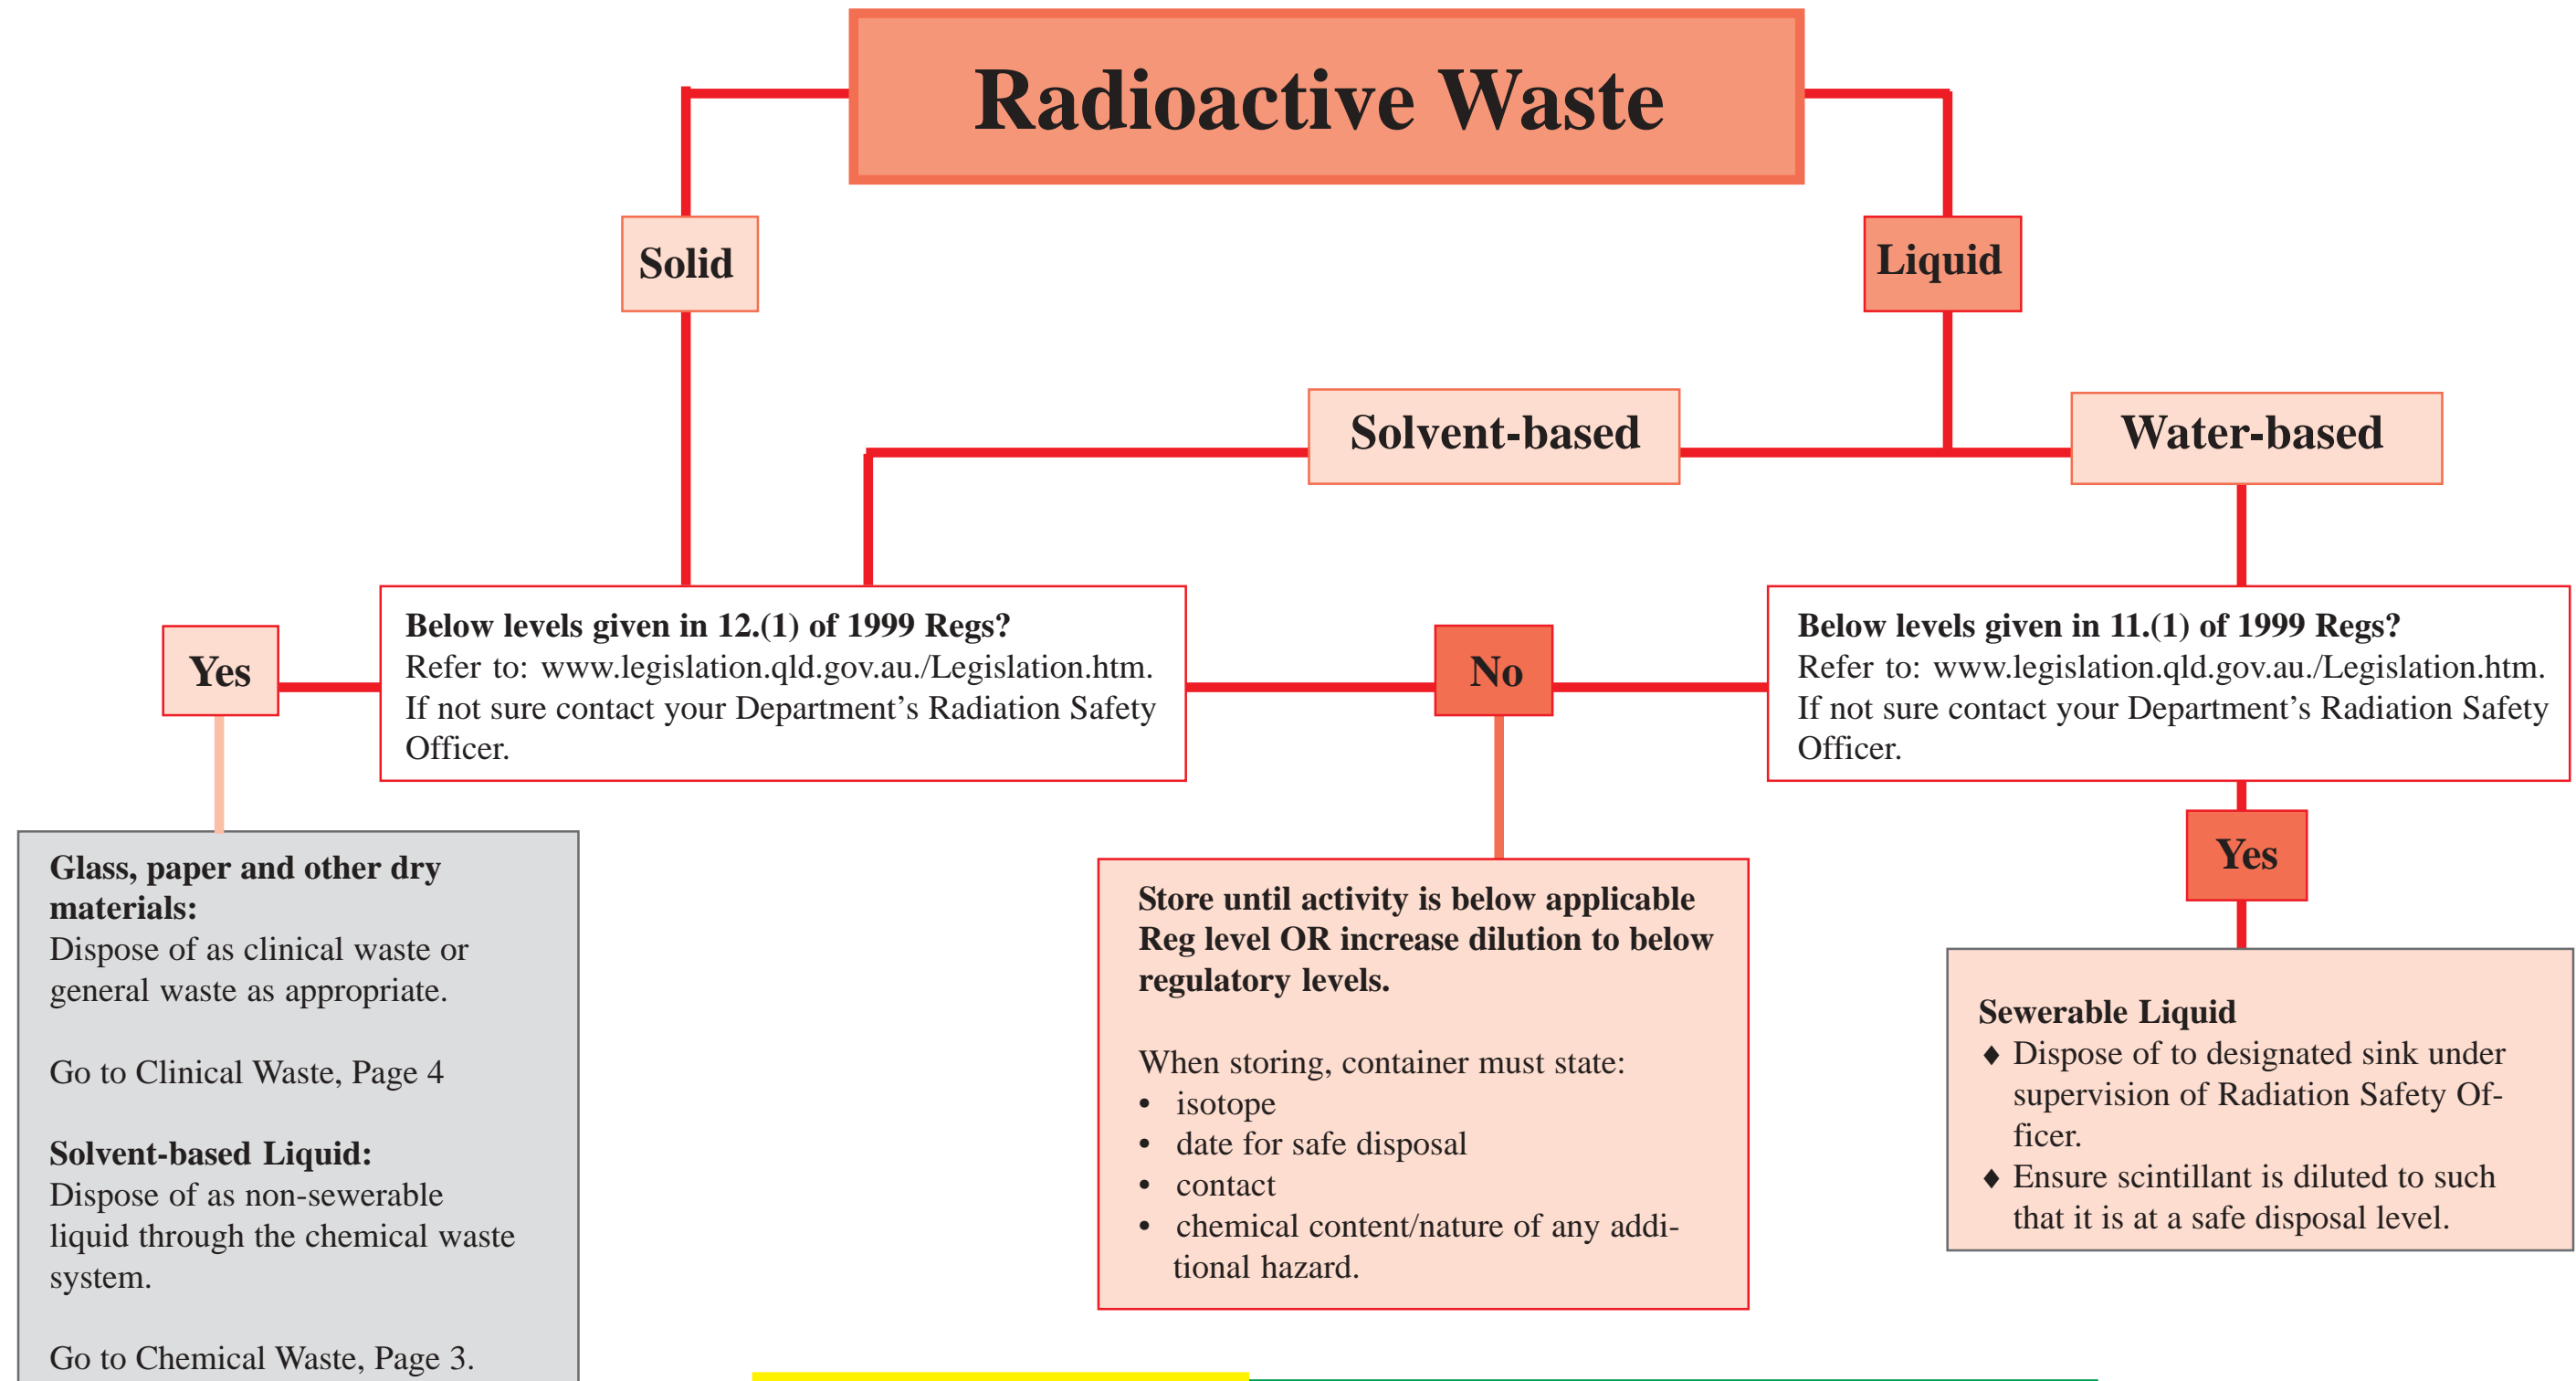 Radioactive Waste
Solid
Liquid
Solvent-based
Water-based
Yes
Below levels given in 12.(1) of 1999 Regs?
Refer to: www.legislation.qld.gov.au./Legislation.htm.
If not sure contact your Department's Radiation Safety
Officer.
No
Below levels given in 11.(1) of 1999 Regs?
Refer to: www.legislation.qld.gov.au./Legislation.htm.
If not sure contact your Department's Radiation Safety
Officer.
Yes
Glass, paper and other dry
materials:
Dispose of as clinical waste or
general waste as appropriate.
Go to Clinical Waste, Page 4
Solvent-based Liquid:
Dispose of as non-sewerable
liquid through the chemical waste
system.
Go to Chemical Waste, Page 3.
Store until activity is below applicable
Reg level OR increase dilution to below
regulatory levels.
When storing, container must state:
• isotope
• date for safe disposal
• contact
• chemical content/nature of any addi-
tional hazard.
Sewerable Liquid
♦ Dispose of to designated sink under
supervision of Radiation Safety Of-
ficer.
♦ Ensure scintillant is diluted to such
that it is at a safe disposal level.